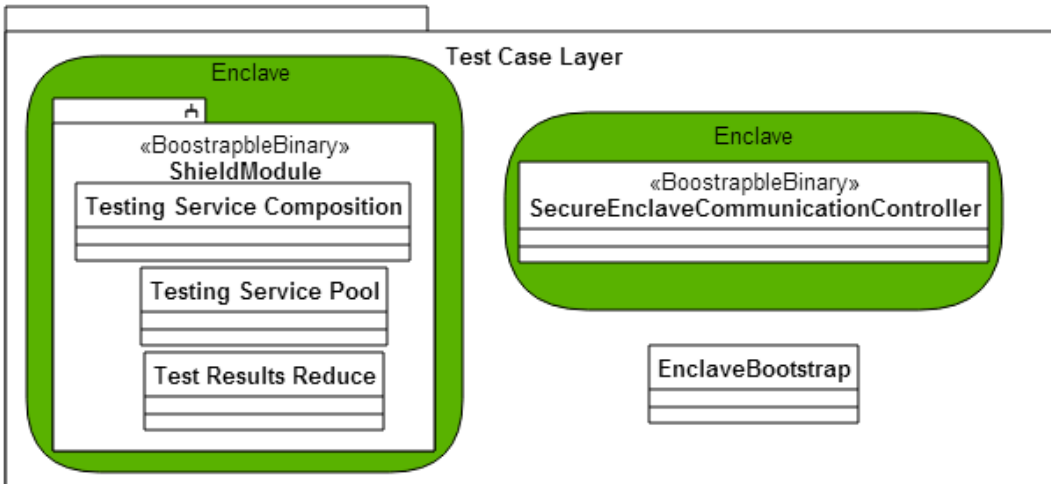 Test Case Layer
Enclave
«BoostrapbleBinary»
ShieldModule
Testing Service Composition
Testing Service Pool
Test Results Reduce
Enclave
«BoostrapbleBinary»
SecureEnclaveCommunicationController
EnclaveBootstrap